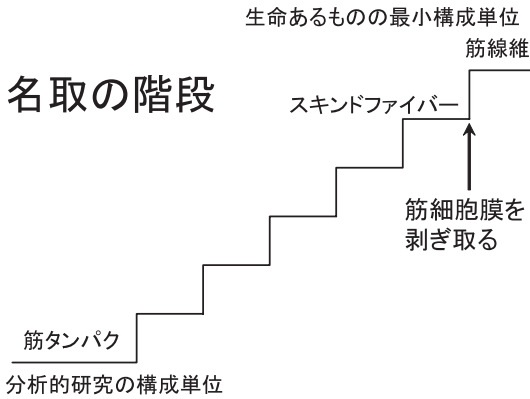 生命あるものの最小構成単位
筋線維
名取の階段
スキンドファイバー
筋細胞膜を
剥ぎ取る
筋タンパク
分析的研究の構成単位